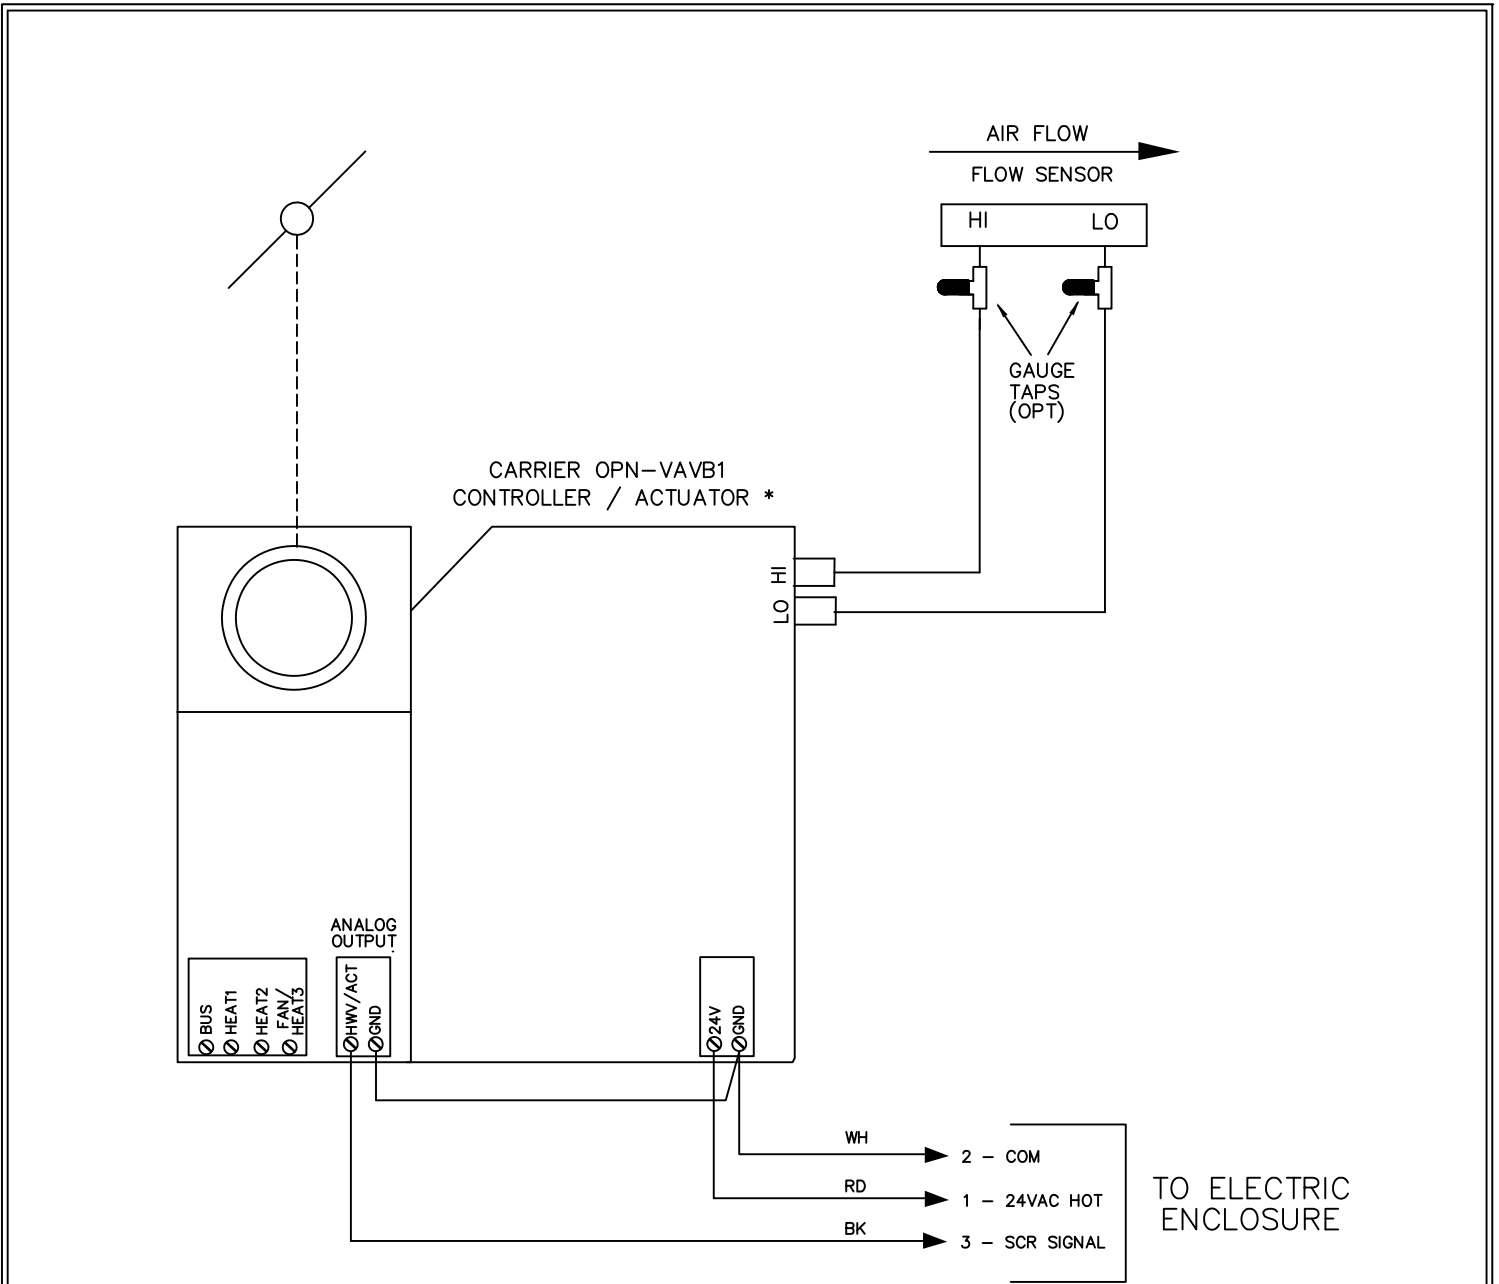 AIR FLOW
FLOW SENSOR
HI
LO
GAUGE
TAPS
(OPT)
CARRIER OPN-VAVB1
CONTROLLER / ACTUATOR *
HI
LO
ANALOG
OUTPUT
BUS
HEAT1
HEAT2
FAN/
HEAT3
HWV/ACT
GND
24V
GND
WH
2 - COM
RD
1 - 24VAC HOT
BK
3 - SCR SIGNAL
TO ELECTRIC
ENCLOSURE